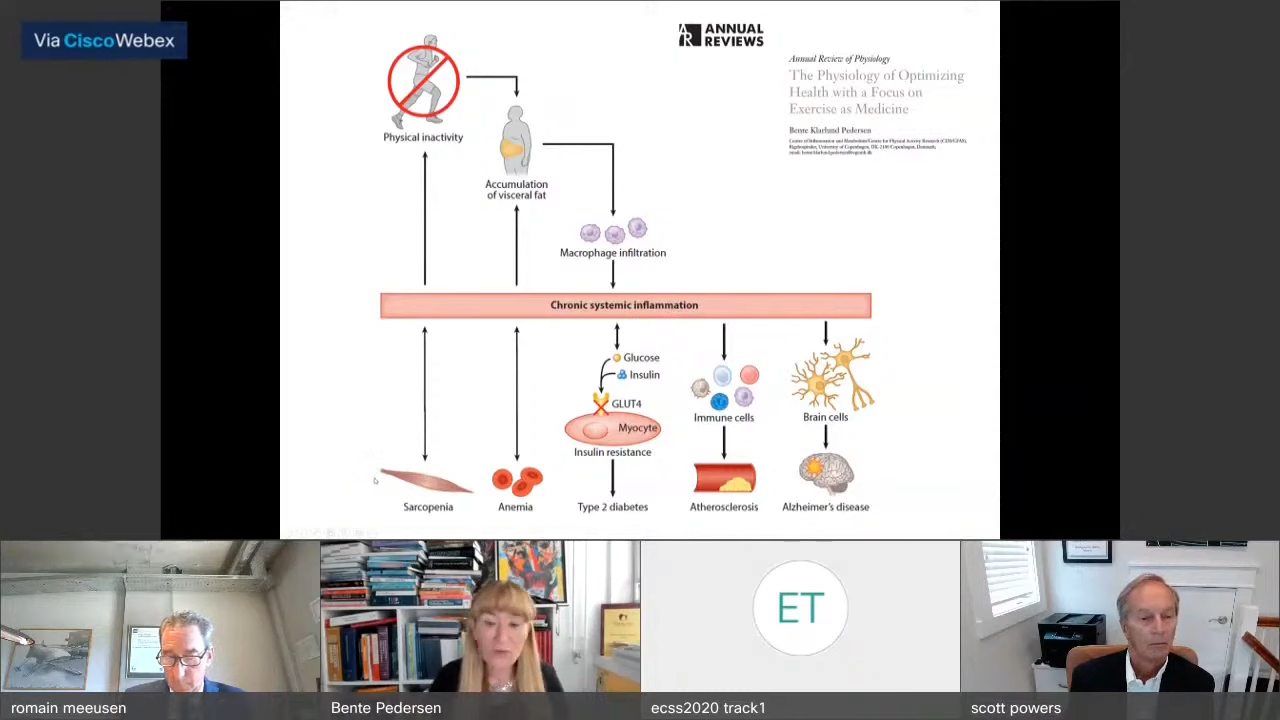 Via Cisco Webex
ANNUAL
REVIEWS
Annual Review of Physiology
The Physiology of Optimizing
Health with a Focus on
Exercise as Medicine
Bente Klarlund Pedersen
Physical inactivity
Accumulation
of visceral fat
Macrophage infiltration
Chronic systemic inflammation
Glucose
Insulin
GLUT4
Myocyte
Insulin resistance
Immune cells
Brain cells
Sarcopenia
Anemia
Type 2 diabetes
Atherosclerosis
Alzheimer's disease
ET
romain meeusen
Bente Pedersen
ecss2020 track1
scott powers